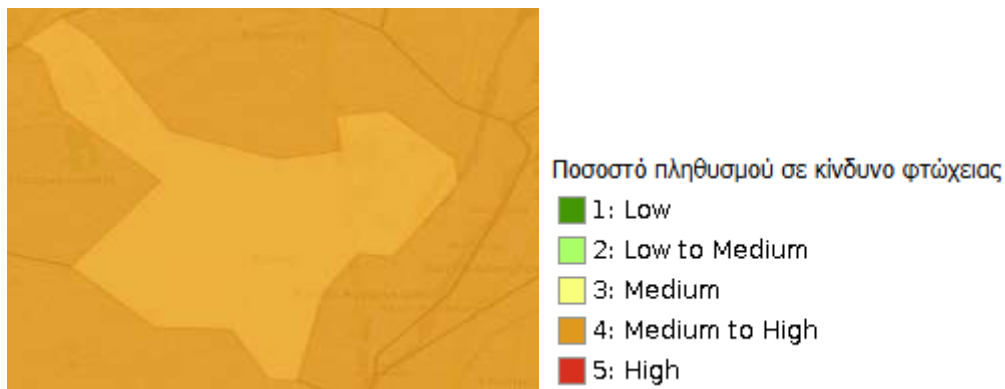 Ποσοστό πληθυσμού σε κίνδυνο φτώχειας
1: Low
2: Low to Medium
3: Medium
4: Medium to High
5: High